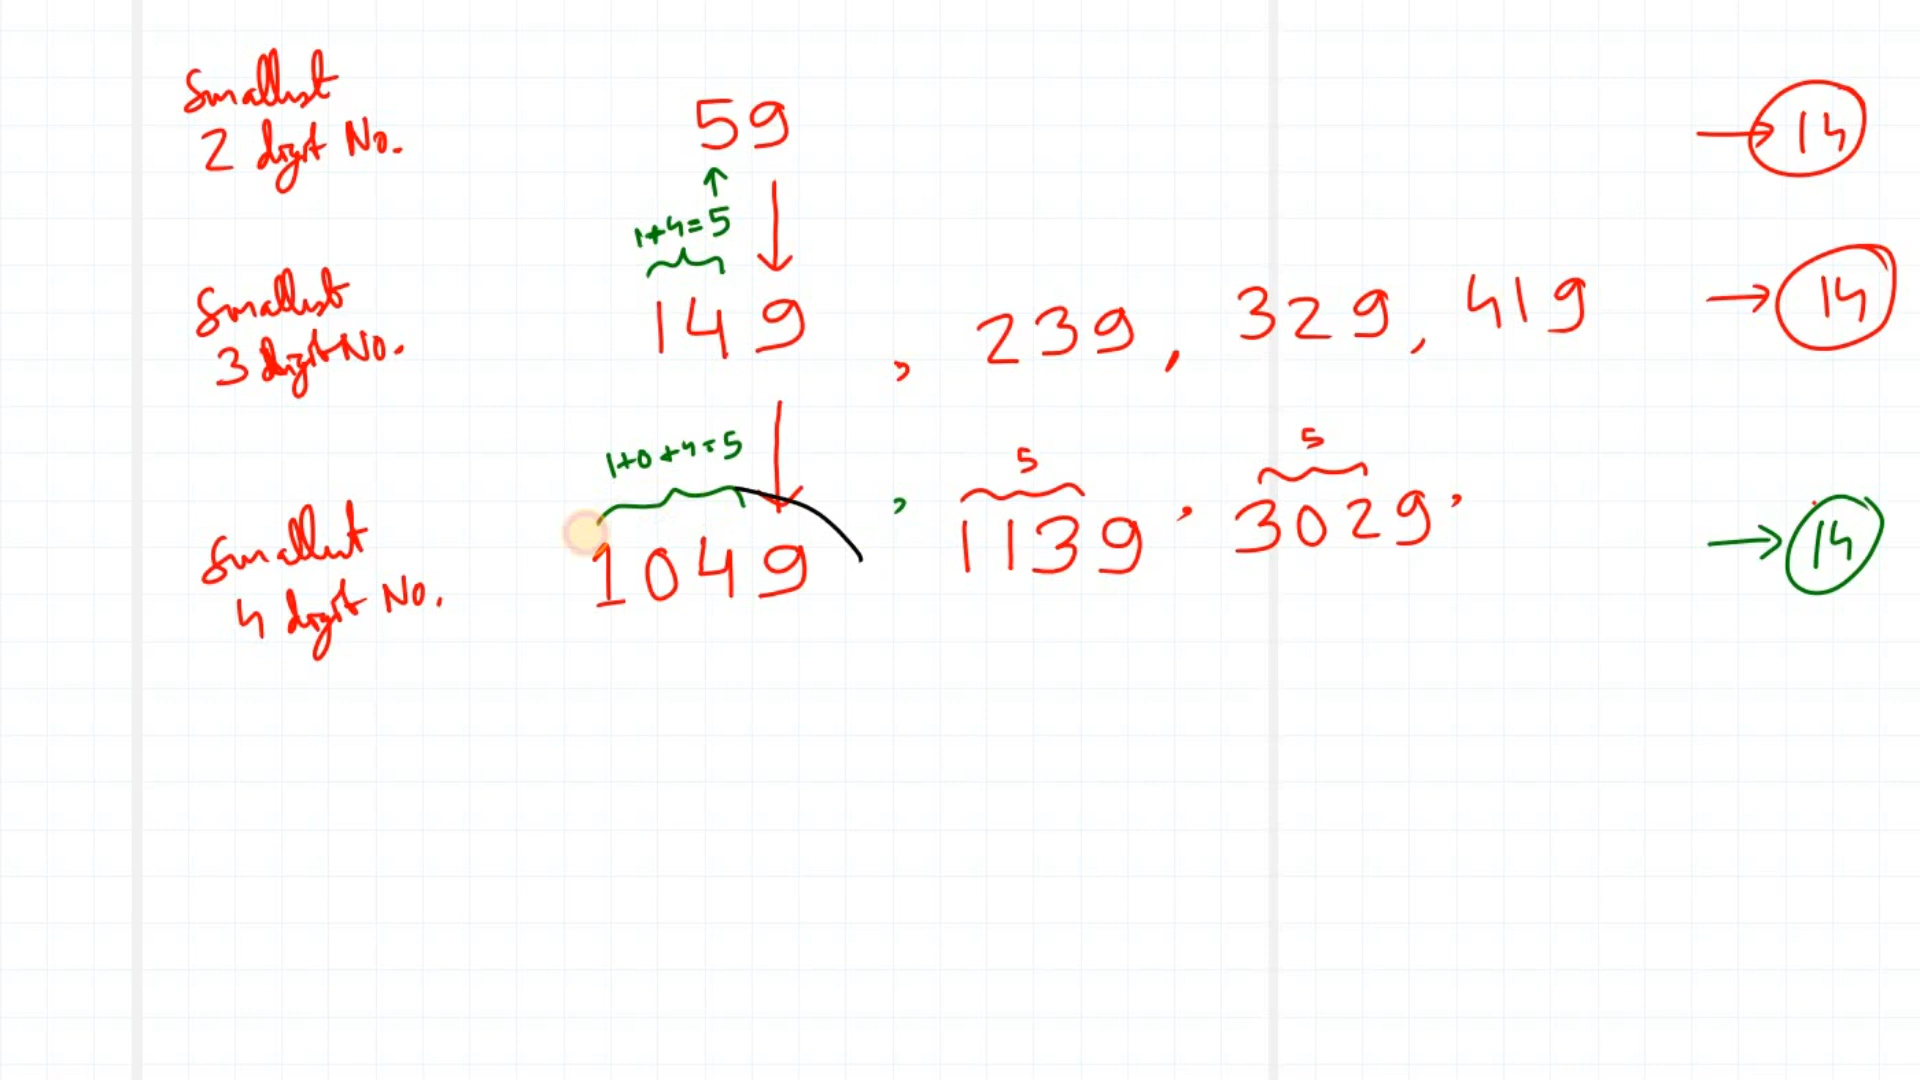 Smallest
2 digit No.
59
→ 14
↑
1+4=5
Smallest
3 digit No.
149 , 239, 329, 419
→ 14
1+0+4=5
5
5
Smallest
4 digit No.
1049 , 1139, 3029,
→ 14